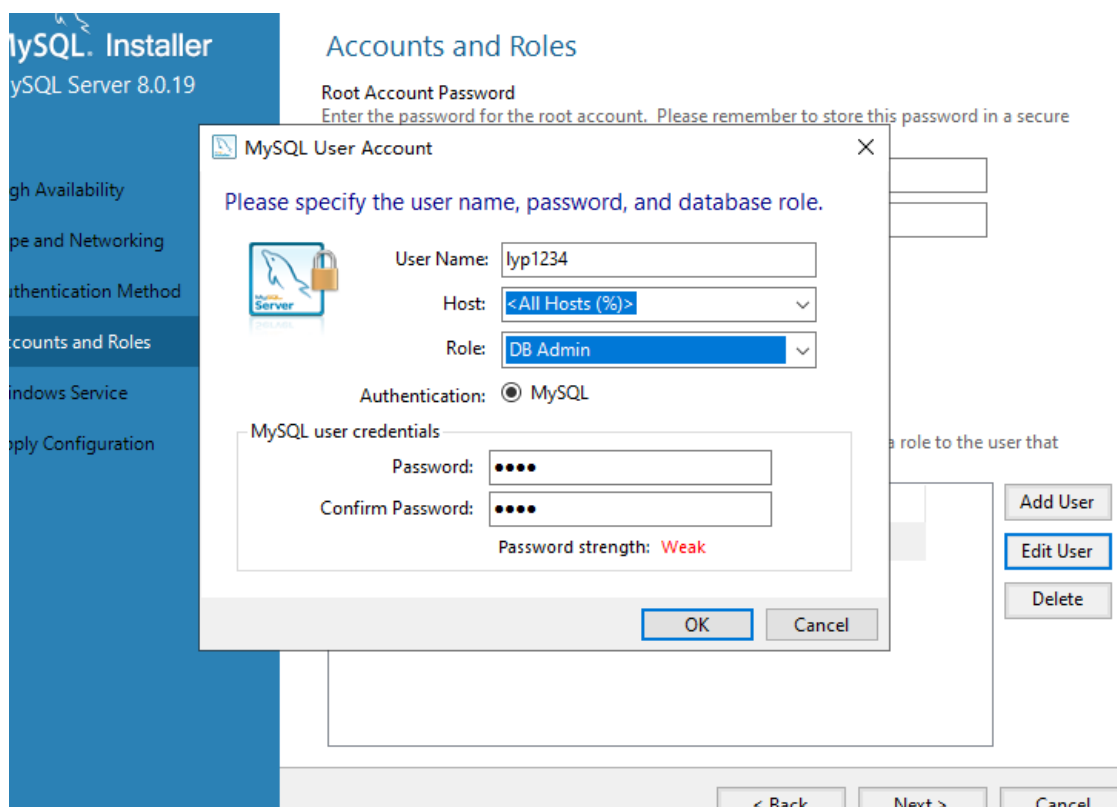 MySQL. Installer
MySQL Server 8.0.19
Accounts and Roles
Root Account Password
Enter the password for the root account. Please remember to store this password in a secure
gh Availability
pe and Networking
uthentication Method
ccounts and Roles
indows Service
pply Configuration
MySQL User Account
Please specify the user name, password, and database role.
Server
User Name: lyp1234
Host: <All Hosts (%)>
Role: DB Admin
Authentication: MySQL
MySQL user credentials
Password: ••••
Confirm Password: ••••
Password strength: Weak
OK Cancel
a role to the user that
Add User
Edit User
Delete
< Back Next > Cancel